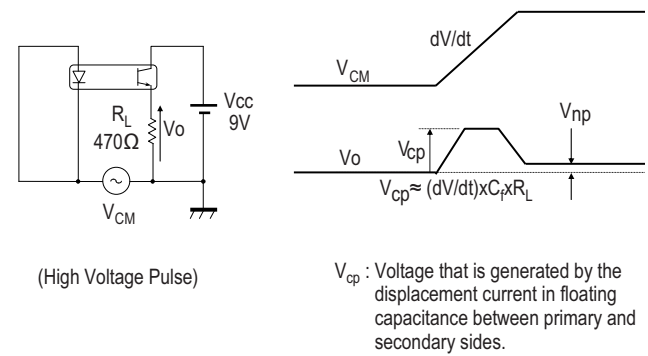 Vcc
9V
R_L
470Ω
Vo
V_CM
(High Voltage Pulse)
dV/dt
V_CM
V_np
V_cp
Vo
V_cp≈ (dV/dt)xC_fxR_L
V_cp : Voltage that is generated by the
displacement current in floating
capacitance between primary and
secondary sides.